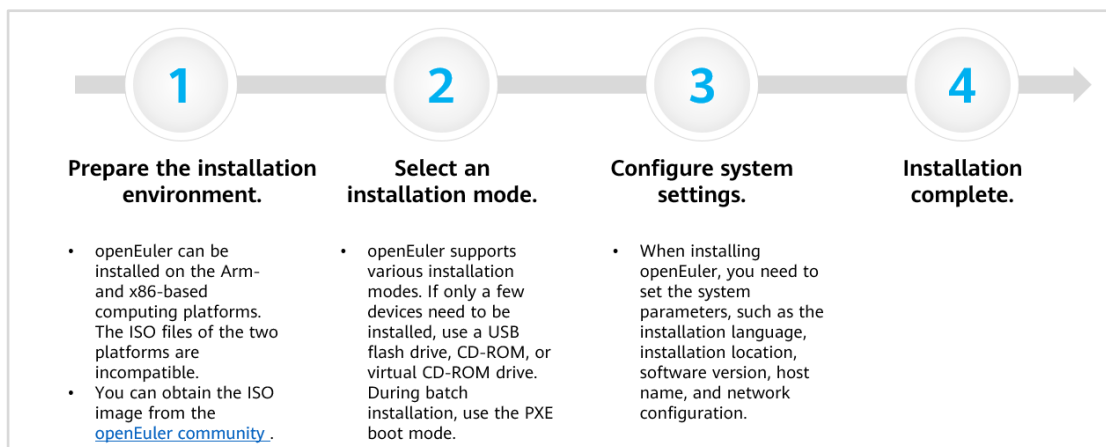 1
2
3
4
Prepare the installation
environment.
Select an
installation mode.
Configure system
settings.
Installation
complete.
• openEuler can be
installed on the Arm-
and x86-based
computing platforms.
The ISO files of the two
platforms are
incompatible.
• You can obtain the ISO
image from the
openEuler community .
• openEuler supports
various installation
modes. If only a few
devices need to be
installed, use a USB
flash drive, CD-ROM, or
virtual CD-ROM drive.
During batch
installation, use the PXE
boot mode.
• When installing
openEuler, you need to
set the system
parameters, such as the
installation language,
installation location,
software version, host
name, and network
configuration.